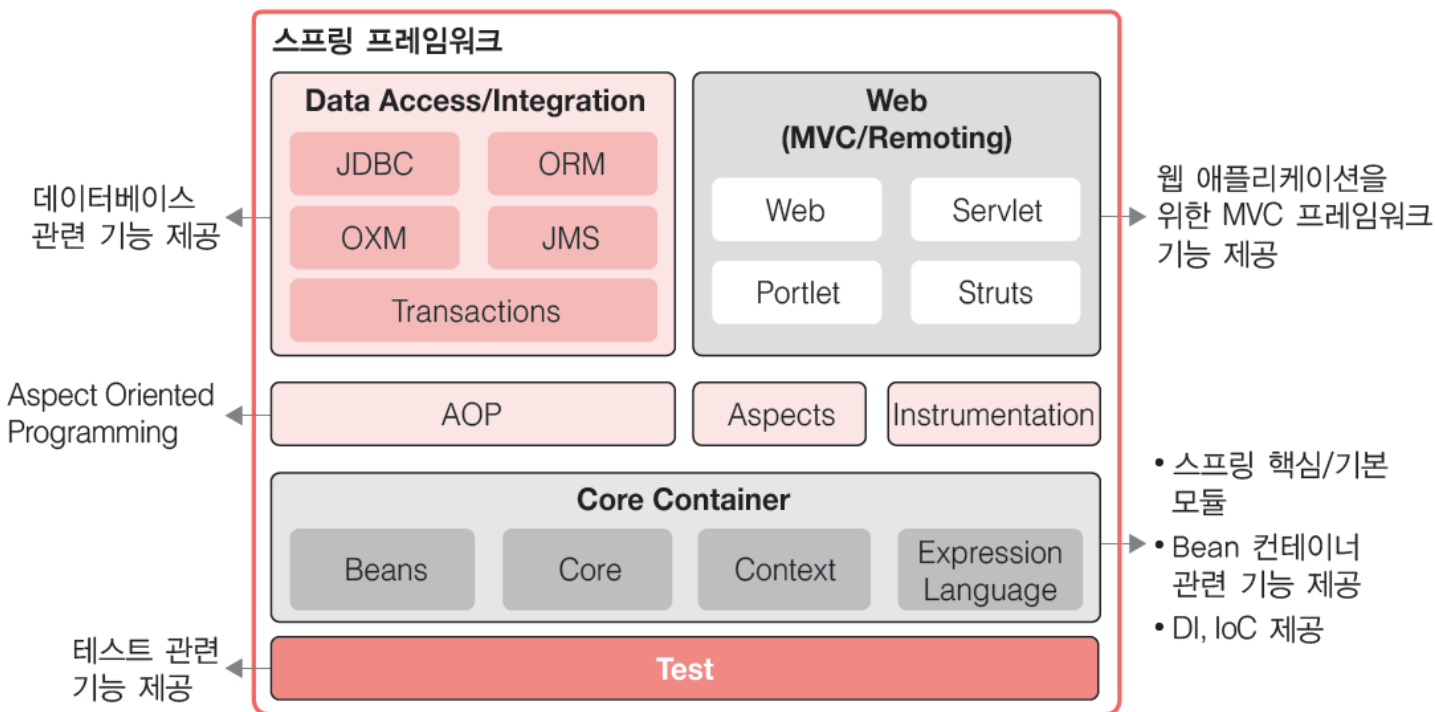 스프링 프레임워크
Data Access/Integration
JDBC
ORM
OXM
JMS
Transactions
Web
(MVC/Remoting)
Web
Servlet
Portlet
Struts
데이터베이스
관련 기능 제공
웹 애플리케이션을
위한 MVC 프레임워크
기능 제공
Aspect Oriented
Programming
AOP
Aspects
Instrumentation
Core Container
Beans
Core
Context
Expression
Language
• 스프링 핵심/기본
모듈
• Bean 컨테이너
관련 기능 제공
• DI, IoC 제공
테스트 관련
기능 제공
Test